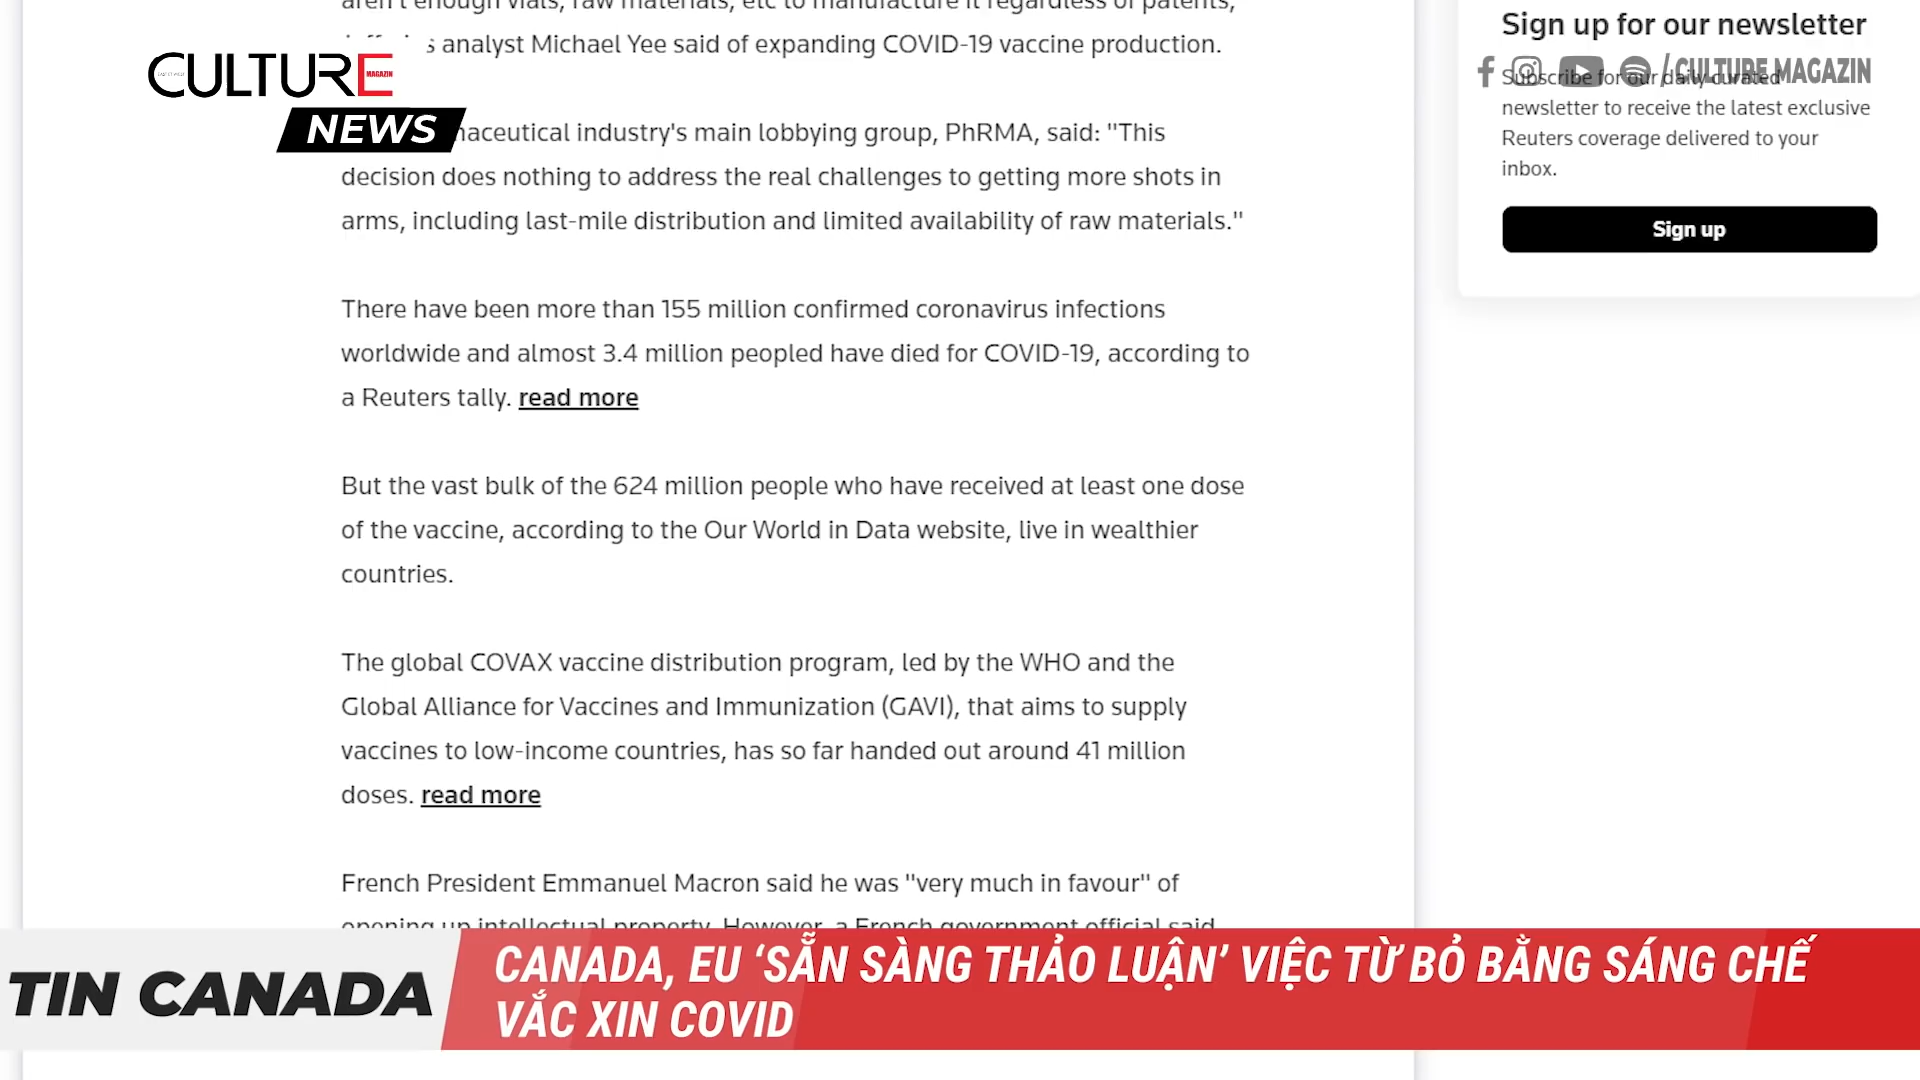 aren't enough vials, raw materials, etc to manufacture it regardless of patents,
s analyst Michael Yee said of expanding COVID-19 vaccine production.
CULTURE
MAGAZIN
NEWS
maceutical industry's main lobbying group, PhRMA, said: "This
decision does nothing to address the real challenges to getting more shots in
arms, including last-mile distribution and limited availability of raw materials."
There have been more than 155 million confirmed coronavirus infections
worldwide and almost 3.4 million peopled have died for COVID-19, according to
a Reuters tally. read more
But the vast bulk of the 624 million people who have received at least one dose
of the vaccine, according to the Our World in Data website, live in wealthier
countries.
The global COVAX vaccine distribution program, led by the WHO and the
Global Alliance for Vaccines and Immunization (GAVI), that aims to supply
vaccines to low-income countries, has so far handed out around 41 million
doses. read more
French President Emmanuel Macron said he was "very much in favour" of
opening up intellectual property. However, a French government official said
Sign up for our newsletter
/CULTURE MAGAZIN
Subscribe for our daily curated
newsletter to receive the latest exclusive
Reuters coverage delivered to your
inbox.
Sign up
TIN CANADA
CANADA, EU ‘SẴN SÀNG THẢO LUẬN’ VIỆC TỪ BỎ BẰNG SÁNG CHẾ
VẮC XIN COVID